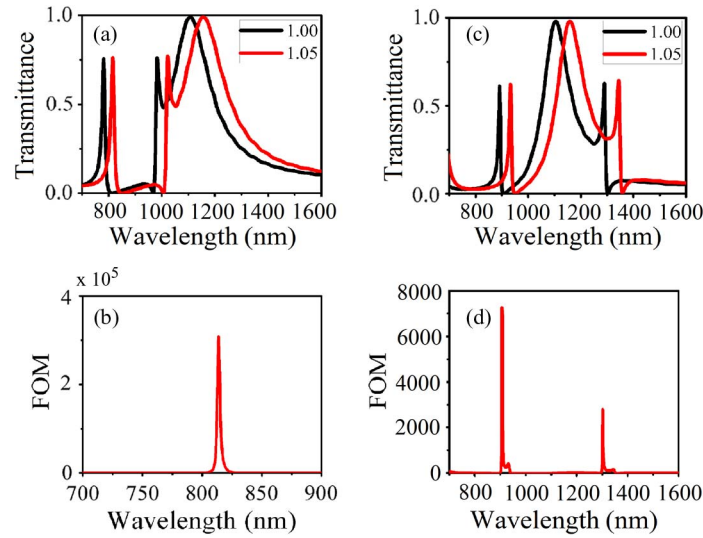 (a)
1.00
1.05
Transmittance
1.0
0.5
0.0
800 1000 1200 1400 1600
Wavelength (nm)
(c)
1.00
1.05
Transmittance
1.0
0.5
0.0
800 1000 1200 1400 1600
Wavelength (nm)
x 10^5
(b)
FOM
4
2
0
700 750 800 850 900
Wavelength (nm)
(d)
FOM
8000
6000
4000
2000
0
800 1000 1200 1400 1600
Wavelength (nm)